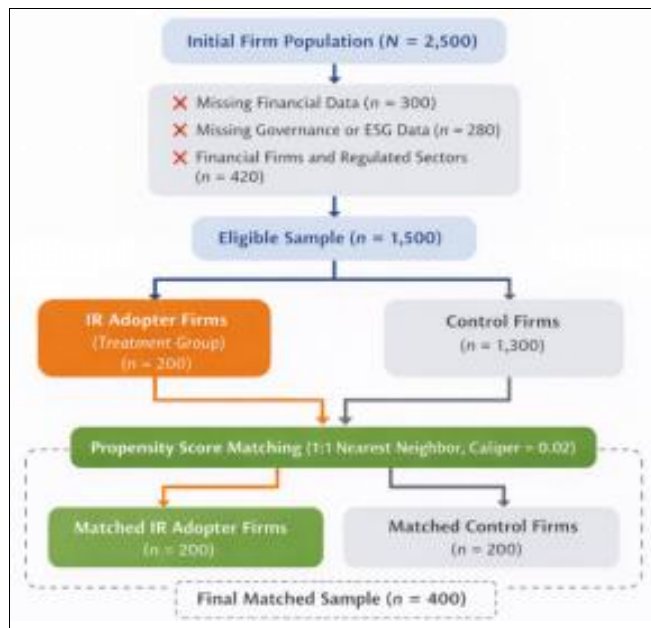 Initial Firm Population (N = 2,500)
Missing Financial Data (n = 300)
Missing Governance or ESG Data (n = 280)
Financial Firms and Regulated Sectors
(n = 420)
Eligible Sample (n = 1,500)
IR Adopter Firms
(Treatment Group)
(n = 200)
Control Firms
(n = 1,300)
Propensity Score Matching (1:1 Nearest Neighbor, Caliper = 0.02)
Matched IR Adopter Firms
(n = 200)
Matched Control Firms
(n = 200)
Final Matched Sample (n = 400)